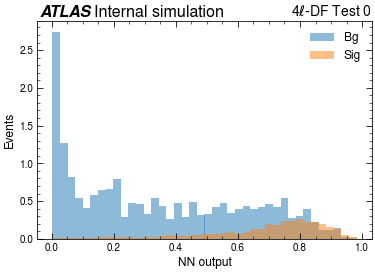 ATLAS Internal simulation 4ℓ-DF Test 0
Bg
Sig
Events
2.5
2.0
1.5
1.0
0.5
0.0
0.0 0.2 0.4 0.6 0.8 1.0
NN output